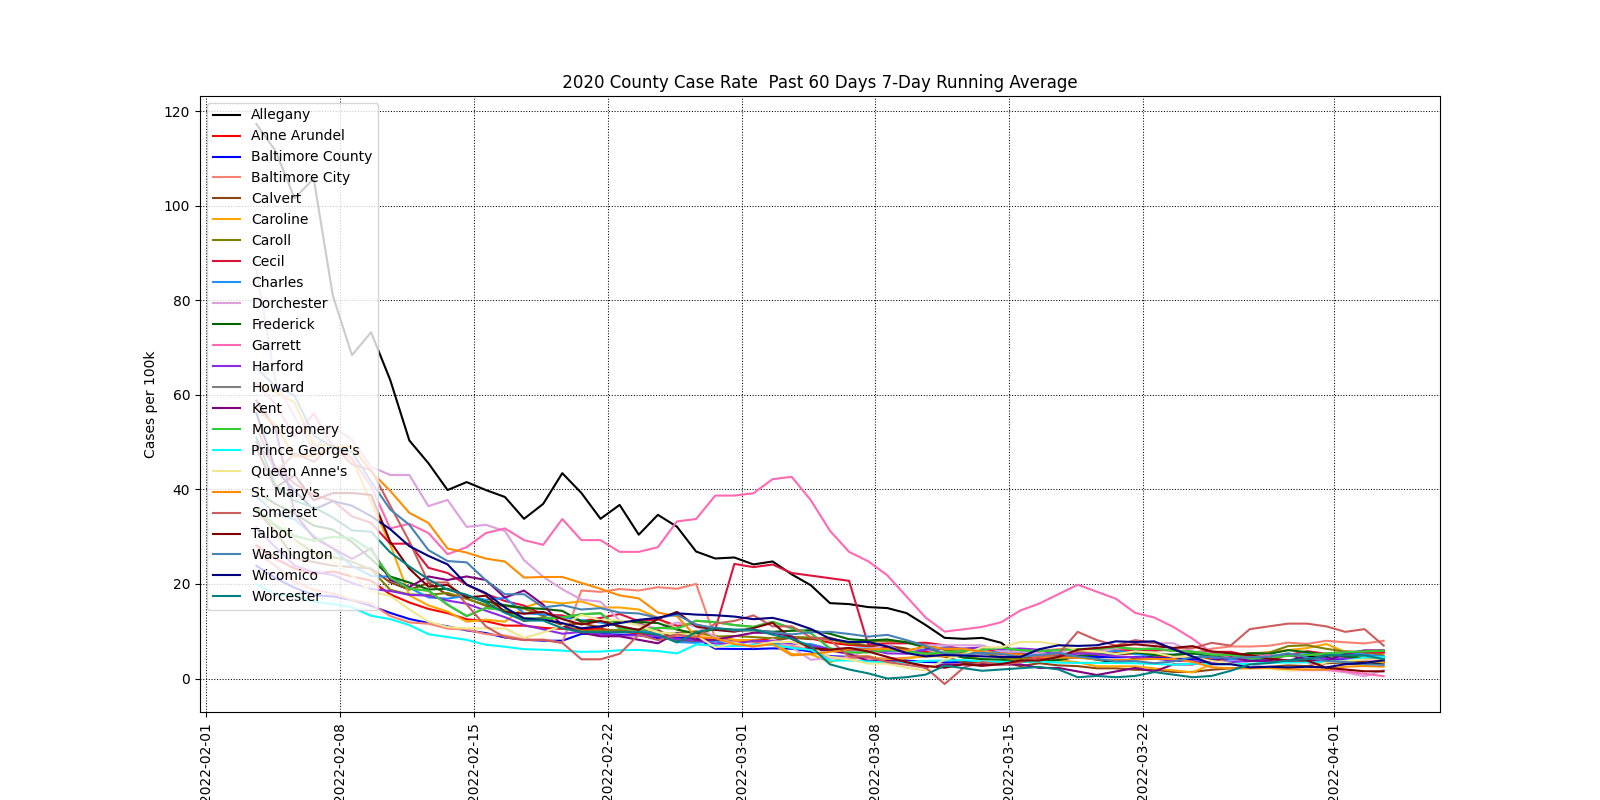 2020 County Case Rate  Past 60 Days 7-Day Running Average
Cases per 100k
120
100
80
60
40
20
0
Allegany
Anne Arundel
Baltimore County
Baltimore City
Calvert
Caroline
Caroll
Cecil
Charles
Dorchester
Frederick
Garrett
Harford
Howard
Kent
Montgomery
Prince George's
Queen Anne's
St. Mary's
Somerset
Talbot
Washington
Wicomico
Worcester
2022-02-01
2022-02-08
2022-02-15
2022-02-22
2022-03-01
2022-03-08
2022-03-15
2022-03-22
2022-04-01